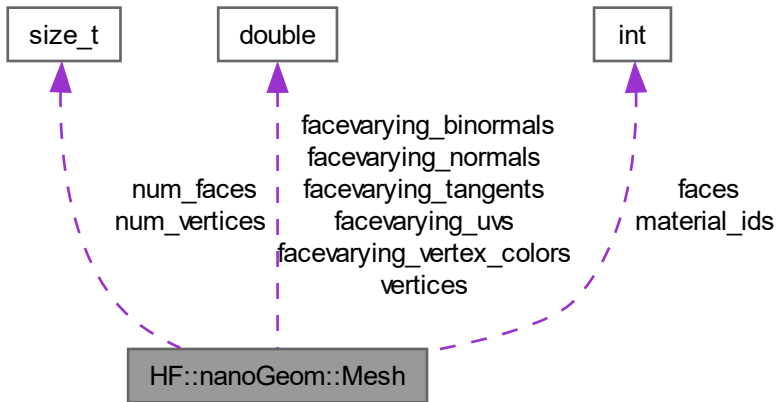 size_t
double
int
facevarying_binormals
facevarying_normals
facevarying_tangents
facevarying_uvs
facevarying_vertex_colors
vertices
num_faces
num_vertices
faces
material_ids
HF::nanoGeom::Mesh